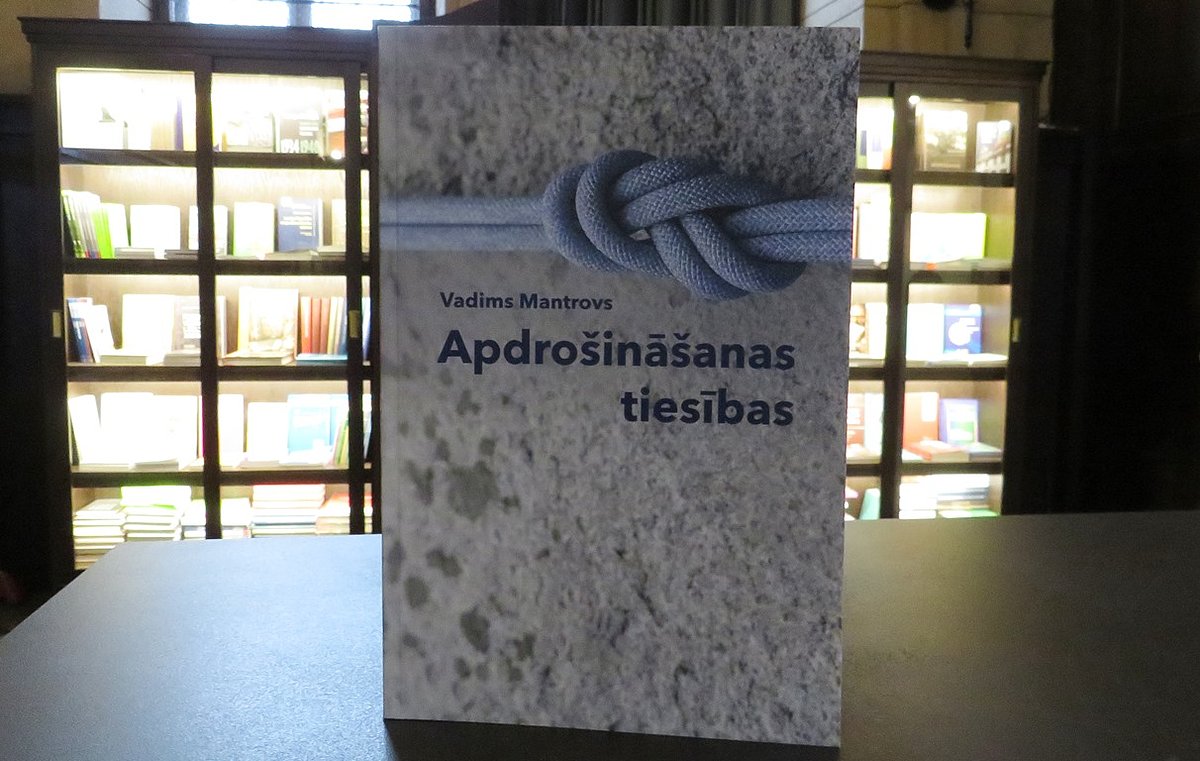 Vadims Mantrovs
Apdrošināšanas
tiesības